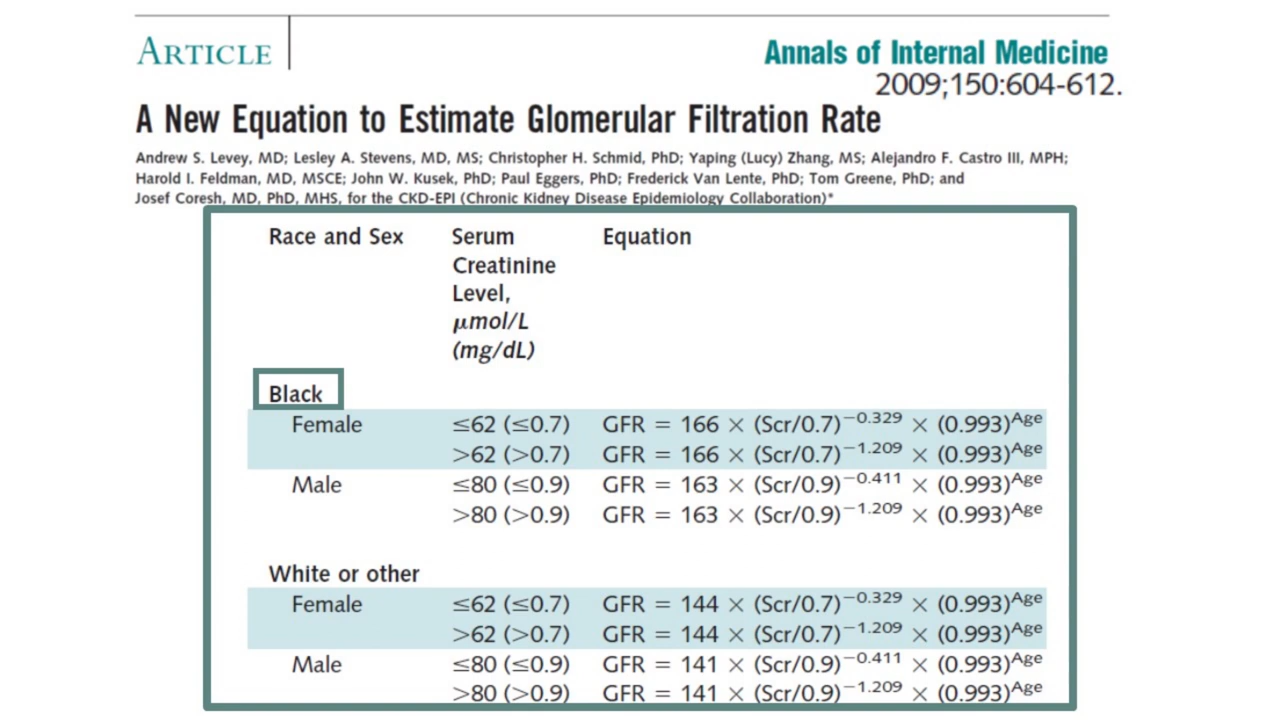 ARTICLE
Annals of Internal Medicine
2009;150:604-612.
A New Equation to Estimate Glomerular Filtration Rate
Andrew S. Levey, MD; Lesley A. Stevens, MD, MS; Christopher H. Schmid, PhD; Yaping (Lucy) Zhang, MS; Alejandro F. Castro III, MPH;
Harold I. Feldman, MD, MSCE; John W. Kusek, PhD; Paul Eggers, PhD; Frederick Van Lente, PhD; Tom Greene, PhD; and
Josef Coresh, MD, PhD, MHS, for the CKD-EPI (Chronic Kidney Disease Epidemiology Collaboration)*
Race and Sex Serum Equation
Creatinine
Level,
μmol/L
(mg/dL)
Black
Female ≤62 (≤0.7) GFR = 166 × (Scr/0.7)^−0.329 × (0.993)^Age
>62 (>0.7) GFR = 166 × (Scr/0.7)^−1.209 × (0.993)^Age
Male ≤80 (≤0.9) GFR = 163 × (Scr/0.9)^−0.411 × (0.993)^Age
>80 (>0.9) GFR = 163 × (Scr/0.9)^−1.209 × (0.993)^Age
White or other
Female ≤62 (≤0.7) GFR = 144 × (Scr/0.7)^−0.329 × (0.993)^Age
>62 (>0.7) GFR = 144 × (Scr/0.7)^−1.209 × (0.993)^Age
Male ≤80 (≤0.9) GFR = 141 × (Scr/0.9)^−0.411 × (0.993)^Age
>80 (>0.9) GFR = 141 × (Scr/0.9)^−1.209 × (0.993)^Age